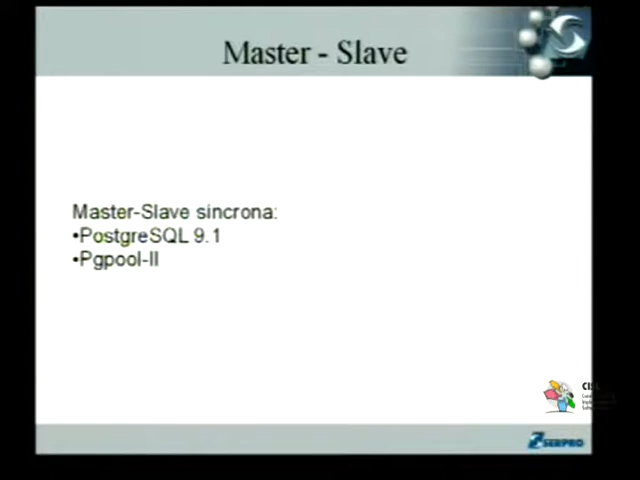 Master - Slave
Master-Slave sincrona:
•PostgreSQL 9.1
•Pgpool-II
SERPRO